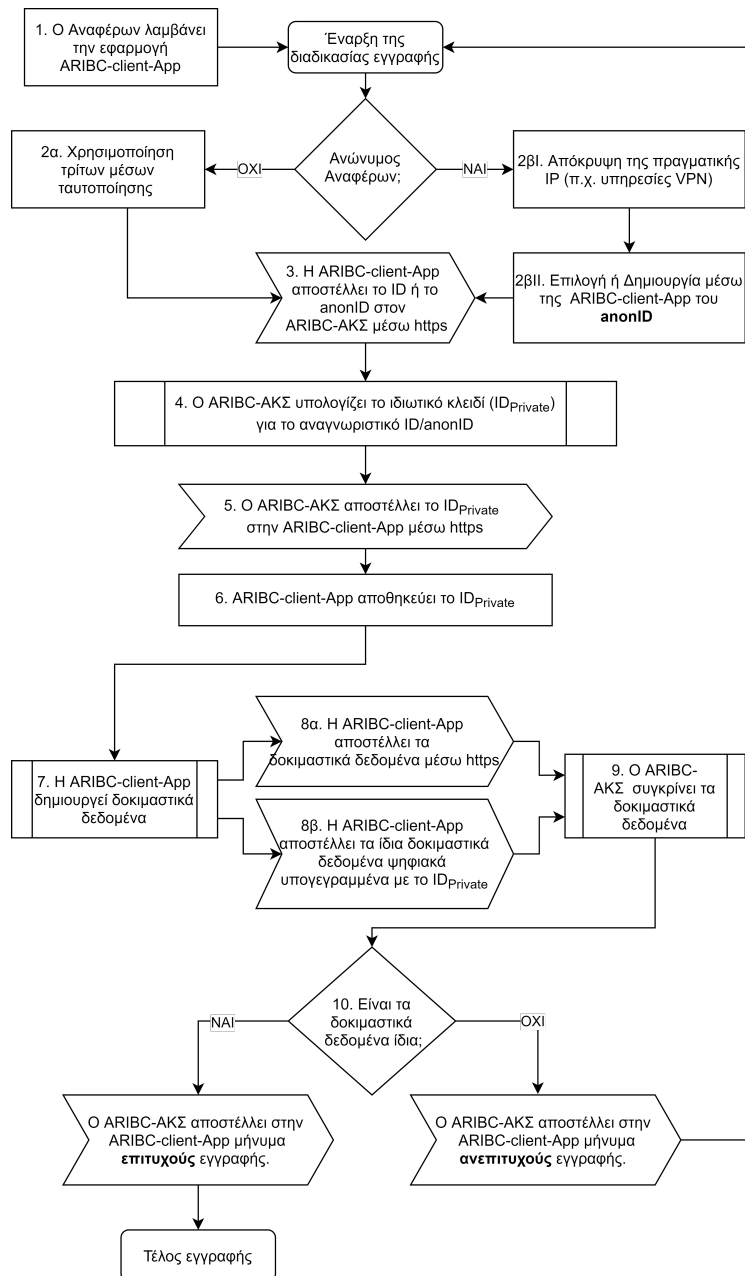 1. Ο Αναφέρων λαμβάνει
την εφαρμογή
ARIBC-client-App
Έναρξη της
διαδικασίας εγγραφής
Ανώνυμος
Αναφέρων;
ΟΧΙ
ΝΑΙ
2α. Χρησιμοποίηση
τρίτων μέσων
ταυτοποίησης
2βΙ. Απόκρυψη της πραγματικής
IP (π.χ. υπηρεσίες VPN)
2βΙΙ. Επιλογή ή Δημιουργία μέσω
της ARIBC-client-App του
anonID
3. Η ARIBC-client-App
αποστέλλει το ID ή το
anonID στον
ARIBC-ΑΚΣ μέσω https
4. Ο ARIBC-ΑΚΣ υπολογίζει το ιδιωτικό κλειδί (ID_Private)
για το αναγνωριστικό ID/anonID
5. Ο ARIBC-ΑΚΣ αποστέλλει το ID_Private
στην ARIBC-client-App μέσω https
6. ARIBC-client-App αποθηκεύει το ID_Private
7. Η ARIBC-client-App
δημιουργεί δοκιμαστικά
δεδομένα
8α. Η ARIBC-client-App
αποστέλλει τα
δοκιμαστικά δεδομένα μέσω https
8β. Η ARIBC-client-App
αποστέλλει τα ίδια δοκιμαστικά
δεδομένα ψηφιακά
υπογεγραμμένα με το ID_Private
9. Ο ARIBC-
ΑΚΣ συγκρίνει τα
δοκιμαστικά
δεδομένα
10. Είναι τα
δοκιμαστικά
δεδομένα ίδια;
ΝΑΙ
ΟΧΙ
Ο ARIBC-ΑΚΣ αποστέλλει στην
ARIBC-client-App μήνυμα
επιτυχούς εγγραφής.
Ο ARIBC-ΑΚΣ αποστέλλει στην
ARIBC-client-App μήνυμα
ανεπιτυχούς εγγραφής.
Τέλος εγγραφής